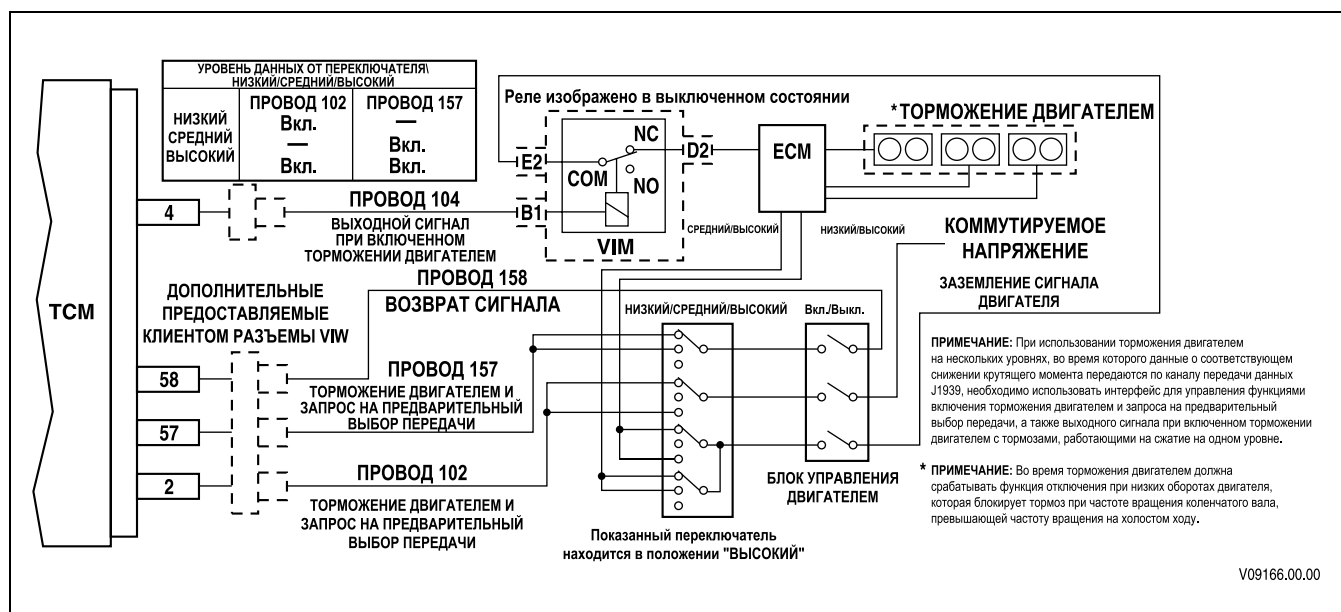 УРОВЕНЬ ДАННЫХ ОТ ПЕРЕКЛЮЧАТЕЛЯ\
НИЗКИЙ/СРЕДНИЙ/ВЫСОКИЙ
ПРОВОД 102 ПРОВОД 157
НИЗКИЙ Вкл. —
СРЕДНИЙ — Вкл.
ВЫСОКИЙ Вкл. Вкл.
Реле изображено в выключенном состоянии
*ТОРМОЖЕНИЕ ДВИГАТЕЛЕМ
NC
E2
D2
ECM
COM
NO
B1
VIM
4
ПРОВОД 104
ВЫХОДНОЙ СИГНАЛ
ПРИ ВКЛЮЧЕННОМ
ТОРМОЖЕНИИ ДВИГАТЕЛЕМ
СРЕДНИЙ/ВЫСОКИЙ
НИЗКИЙ/ВЫСОКИЙ
КОММУТИРУЕМОЕ
НАПРЯЖЕНИЕ
ЗАЗЕМЛЕНИЕ СИГНАЛА
ДВИГАТЕЛЯ
TCM
ДОПОЛНИТЕЛЬНЫЕ
ПРЕДОСТАВЛЯЕМЫЕ
КЛИЕНТОМ РАЗЪЕМЫ VIW
ПРОВОД 158
ВОЗВРАТ СИГНАЛА
НИЗКИЙ/СРЕДНИЙ/ВЫСОКИЙ
Вкл./Выкл.
58
ПРОВОД 157
ТОРМОЖЕНИЕ ДВИГАТЕЛЕМ И
ЗАПРОС НА ПРЕДВАРИТЕЛЬНЫЙ
ВЫБОР ПЕРЕДАЧИ
57
2
ПРОВОД 102
ТОРМОЖЕНИЕ ДВИГАТЕЛЕМ И
ЗАПРОС НА ПРЕДВАРИТЕЛЬНЫЙ
ВЫБОР ПЕРЕДАЧИ
БЛОК УПРАВЛЕНИЯ
ДВИГАТЕЛЕМ
Показанный переключатель
находится в положении "ВЫСОКИЙ"
ПРИМЕЧАНИЕ: При использовании торможения двигателем
на нескольких уровнях, во время которого данные о соответствующем
снижении крутящего момента передаются по каналу передачи данных
J1939, необходимо использовать интерфейс для управления функциями
включения торможения двигателем и запроса на предварительный
выбор передачи, а также выходного сигнала при включенном торможении
двигателем с тормозами, работающими на сжатие на одном уровне.
* ПРИМЕЧАНИЕ: Во время торможения двигателем должна
срабатывать функция отключения при низких оборотах двигателя,
которая блокирует тормоз при частоте вращения коленчатого вала,
превышающей частоту вращения на холостом ходу.
V09166.00.00